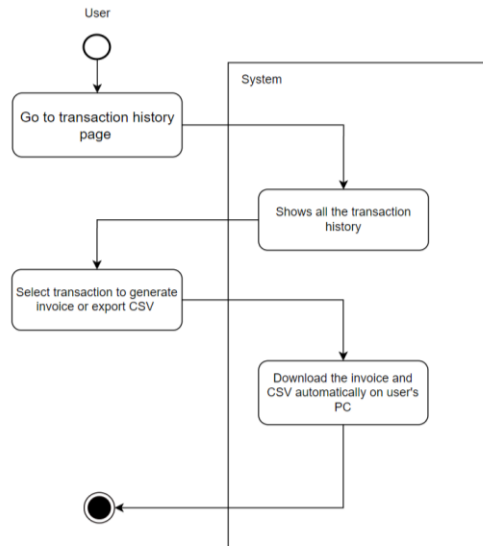 User
System
Go to transaction history
page
Shows all the transaction
history
Select transaction to generate
invoice or export CSV
Download the invoice and
CSV automatically on user's
PC